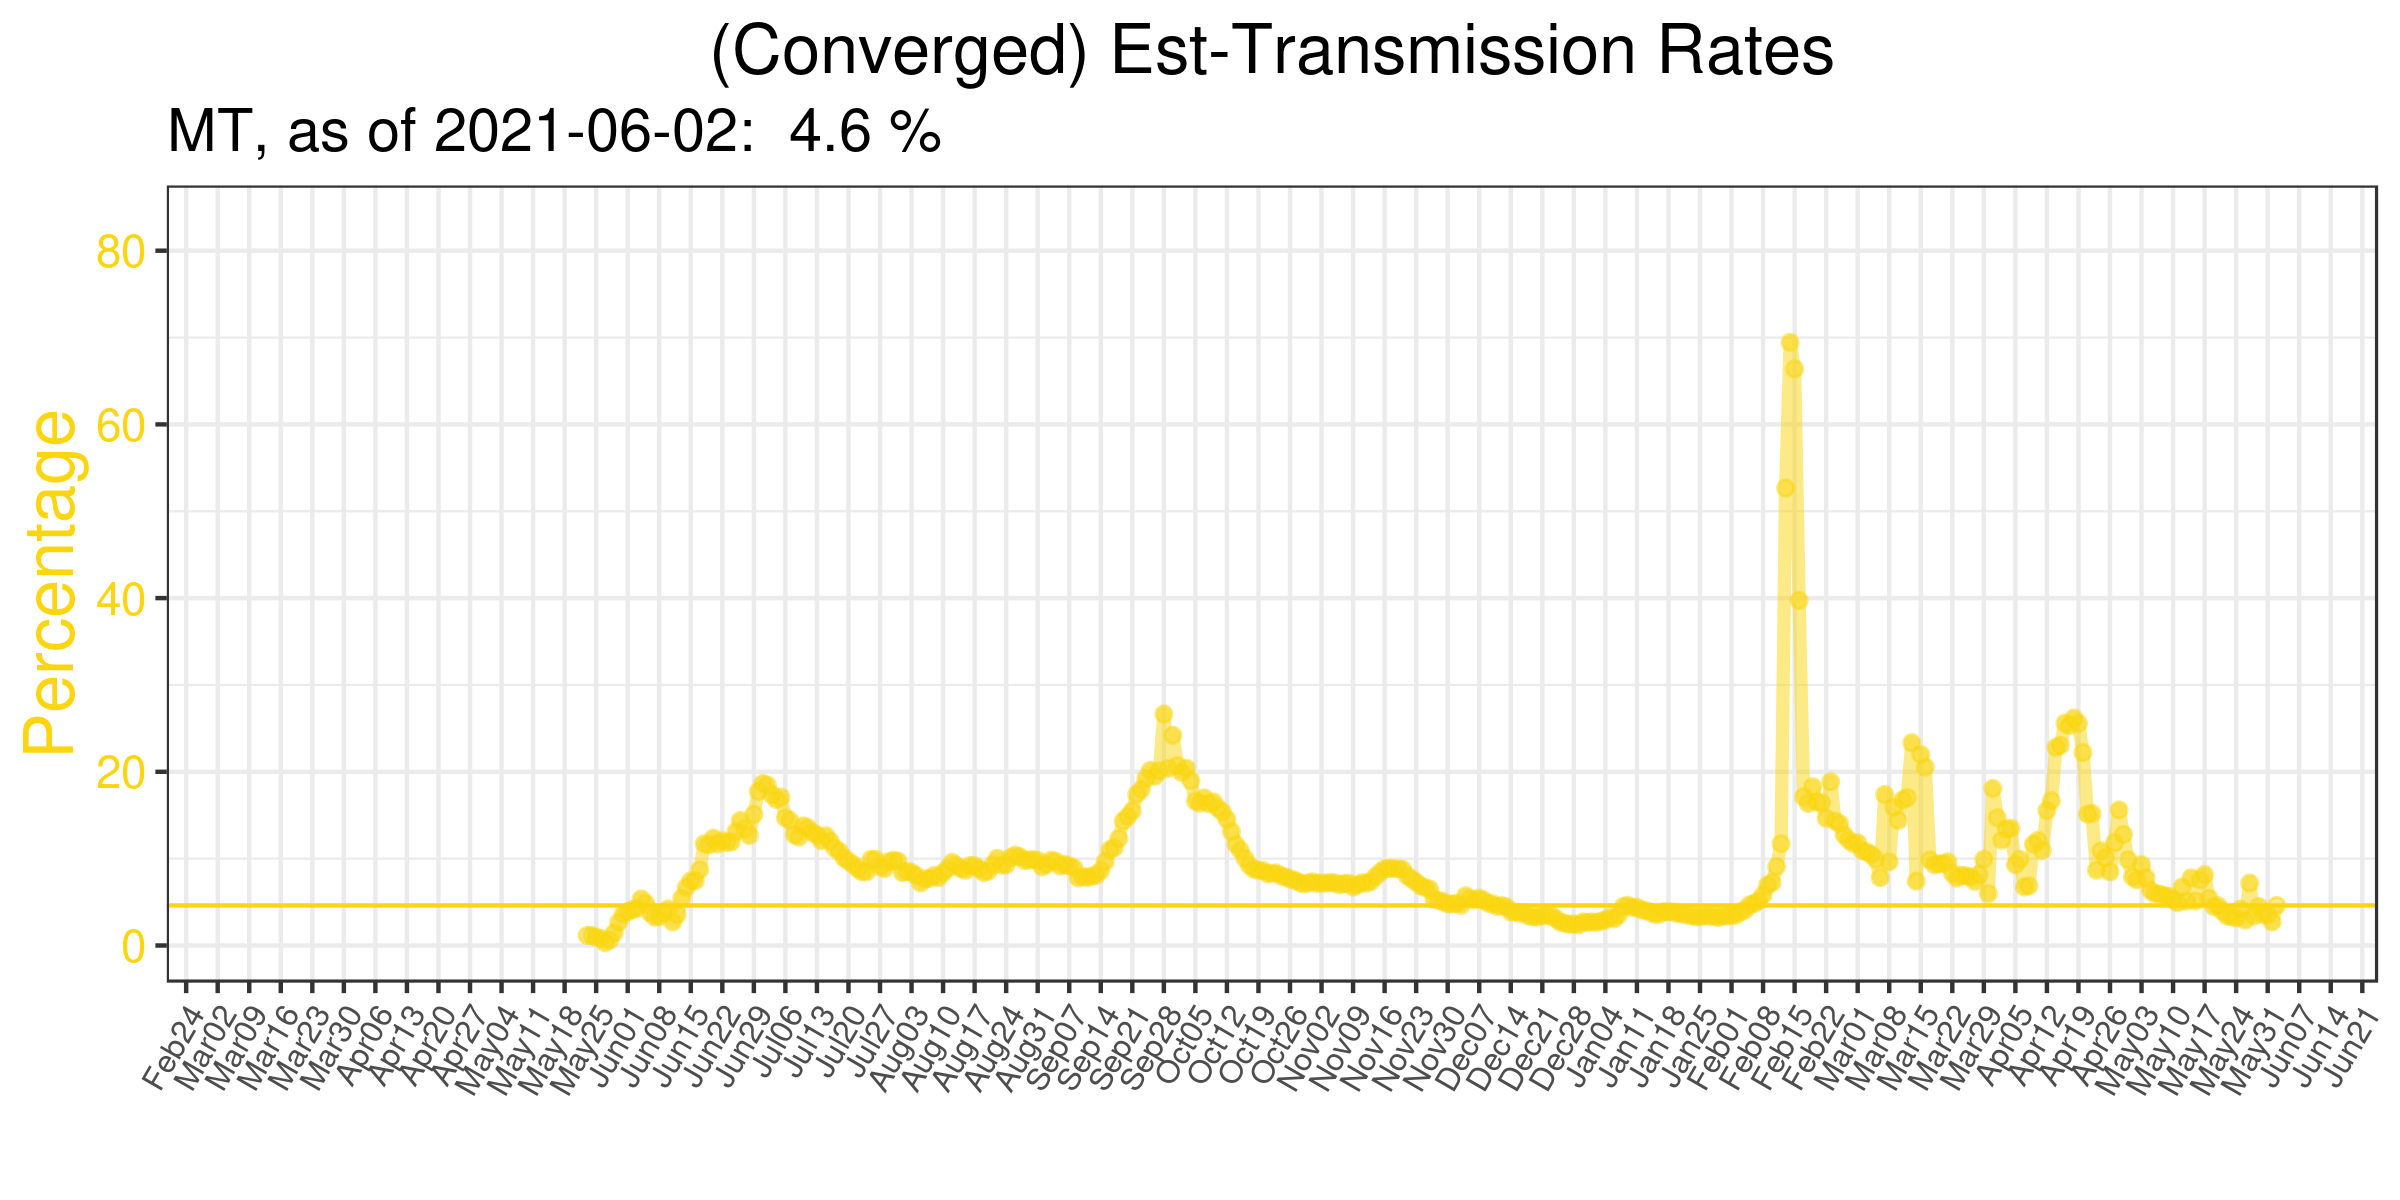 (Converged) Est-Transmission Rates
MT, as of 2021-06-02:  4.6 %
Percentage
80
60
40
20
0
Feb24
Mar02
Mar09
Mar16
Mar23
Mar30
Apr06
Apr13
Apr20
Apr27
May04
May11
May18
May25
Jun01
Jun08
Jun15
Jun22
Jun29
Jul06
Jul13
Jul20
Jul27
Aug03
Aug10
Aug17
Aug24
Aug31
Sep07
Sep14
Sep21
Sep28
Oct05
Oct12
Oct19
Oct26
Nov02
Nov09
Nov16
Nov23
Nov30
Dec07
Dec14
Dec21
Dec28
Jan04
Jan11
Jan18
Jan25
Feb01
Feb08
Feb15
Feb22
Mar01
Mar08
Mar15
Mar22
Mar29
Apr05
Apr12
Apr19
Apr26
May03
May10
May17
May24
May31
Jun07
Jun14
Jun21